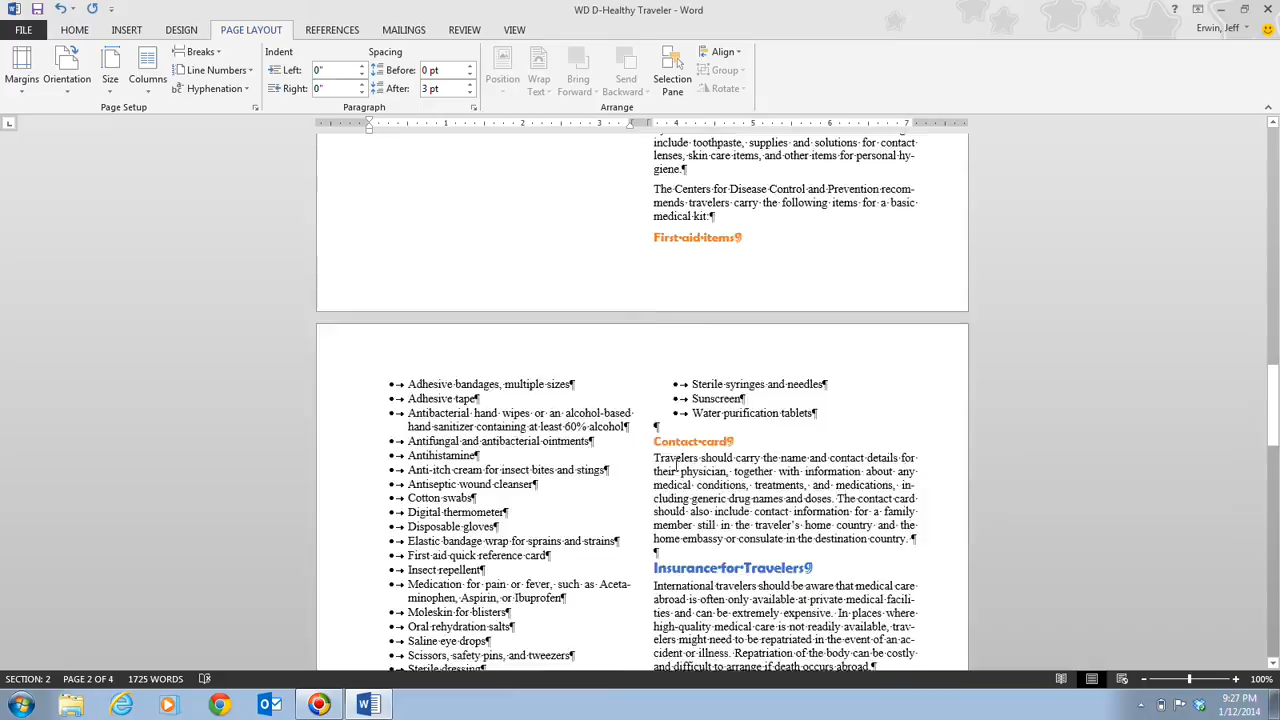 WD D-Healthy Traveler - Word
FILE HOME INSERT DESIGN PAGE LAYOUT REFERENCES MAILINGS REVIEW VIEW
Erwin, Jeff
Margins Orientation Size Columns
Breaks
Line Numbers
Hyphenation
Page Setup
Indent
Left: 0"
Right: 0"
Spacing
Before: 0 pt
After: 3 pt
Paragraph
Position
Wrap Text
Bring Forward
Send Backward
Selection Pane
Align
Group
Rotate
Arrange
1 2 3 4 5 6 7
include toothpaste, supplies and solutions for contact
lenses, skin care items, and other items for personal hy-
giene.¶
The Centers for Disease Control and Prevention recom-
mends travelers carry the following items for a basic
medical kit:¶
First aid items¶
• Adhesive bandages, multiple sizes¶
• Adhesive tape¶
• Antibacterial hand wipes or an alcohol-based
hand sanitizer containing at least 60% alcohol¶
• Antifungal and antibacterial ointments¶
• Antihistamine¶
• Anti-itch cream for insect bites and stings¶
• Antiseptic wound cleanser¶
• Cotton swabs¶
• Digital thermometer¶
• Disposable gloves¶
• Elastic bandage wrap for sprains and strains¶
• First aid quick reference card¶
• Insect repellent¶
• Medication for pain or fever, such as Aceta-
minophen, Aspirin, or Ibuprofen¶
• Moleskin for blisters¶
• Oral rehydration salts¶
• Saline eye drops¶
• Scissors, safety pins, and tweezers¶
• Sterile dressing¶
• Sterile syringes and needles¶
• Sunscreen¶
• Water purification tablets¶
¶
Contact card¶
Travelers should carry the name and contact details for
their physician, together with information about any
medical conditions, treatments, and medications, in-
cluding generic drug names and doses. The contact card
should also include contact information for a family
member still in the traveler's home country and the
home embassy or consulate in the destination country. ¶
¶
Insurance for Travelers¶
International travelers should be aware that medical care
abroad is often only available at private medical facili-
ties and can be extremely expensive. In places where
high-quality medical care is not readily available, trav-
elers might need to be repatriated in the event of an ac-
cident or illness. Repatriation of the body can be costly
and difficult to arrange if death occurs abroad.¶
SECTION: 2 PAGE 2 OF 4 1725 WORDS
100%
9:27 PM
1/12/2014